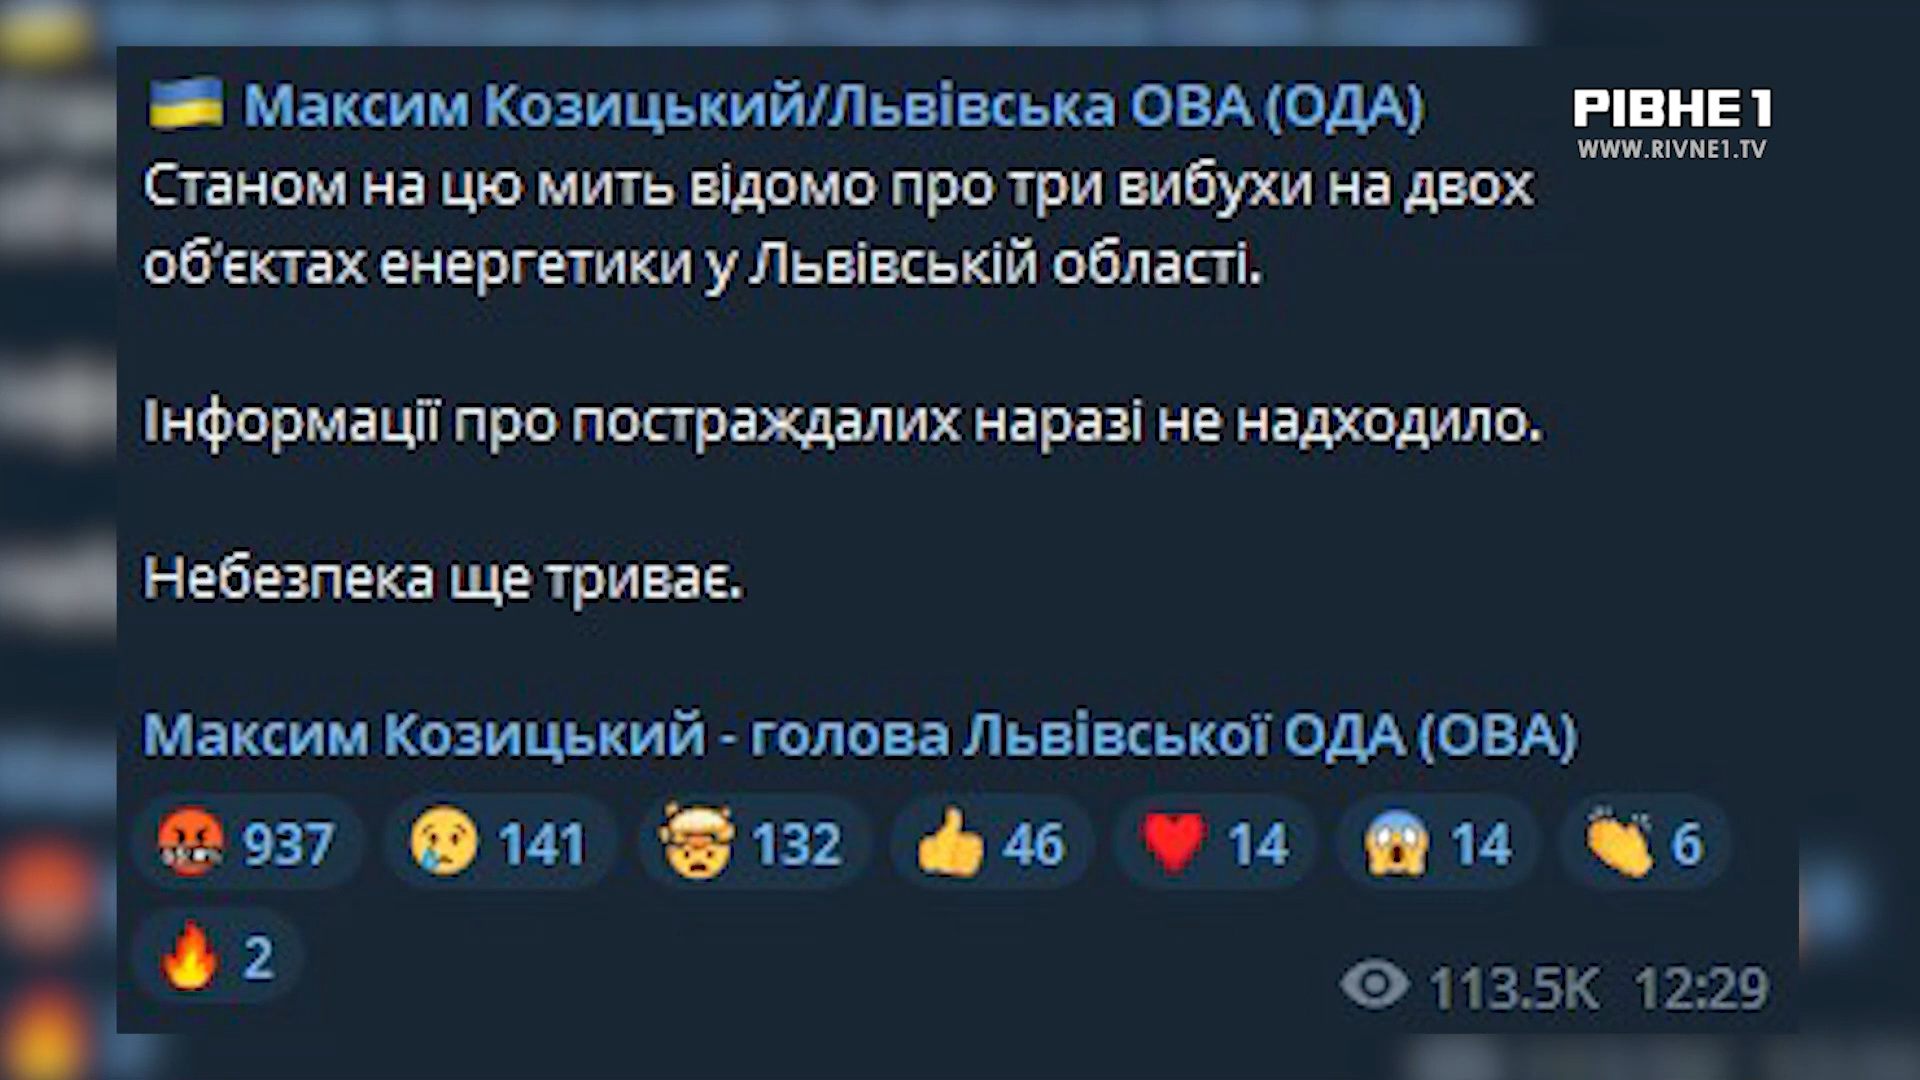 Максим Козицький/Львівська ОВА (ОДА)
РІВНЕ 1
WWW.RIVNE1.TV
Станом на цю мить відомо про три вибухи на двох
об‘єктах енергетики у Львівській області.
Інформації про постраждалих наразі не надходило.
Небезпека ще триває.
Максим Козицький - голова Львівської ОДА (ОВА)
937 141 132 46 14 14 6
2
113.5K 12:29